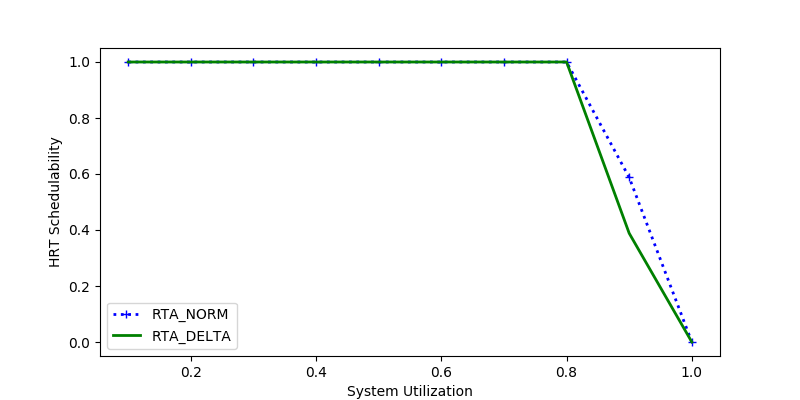 1.0
0.8
0.6
0.4
0.2
0.0
HRT Schedulability
RTA_NORM
RTA_DELTA
0.2 0.4 0.6 0.8 1.0
System Utilization